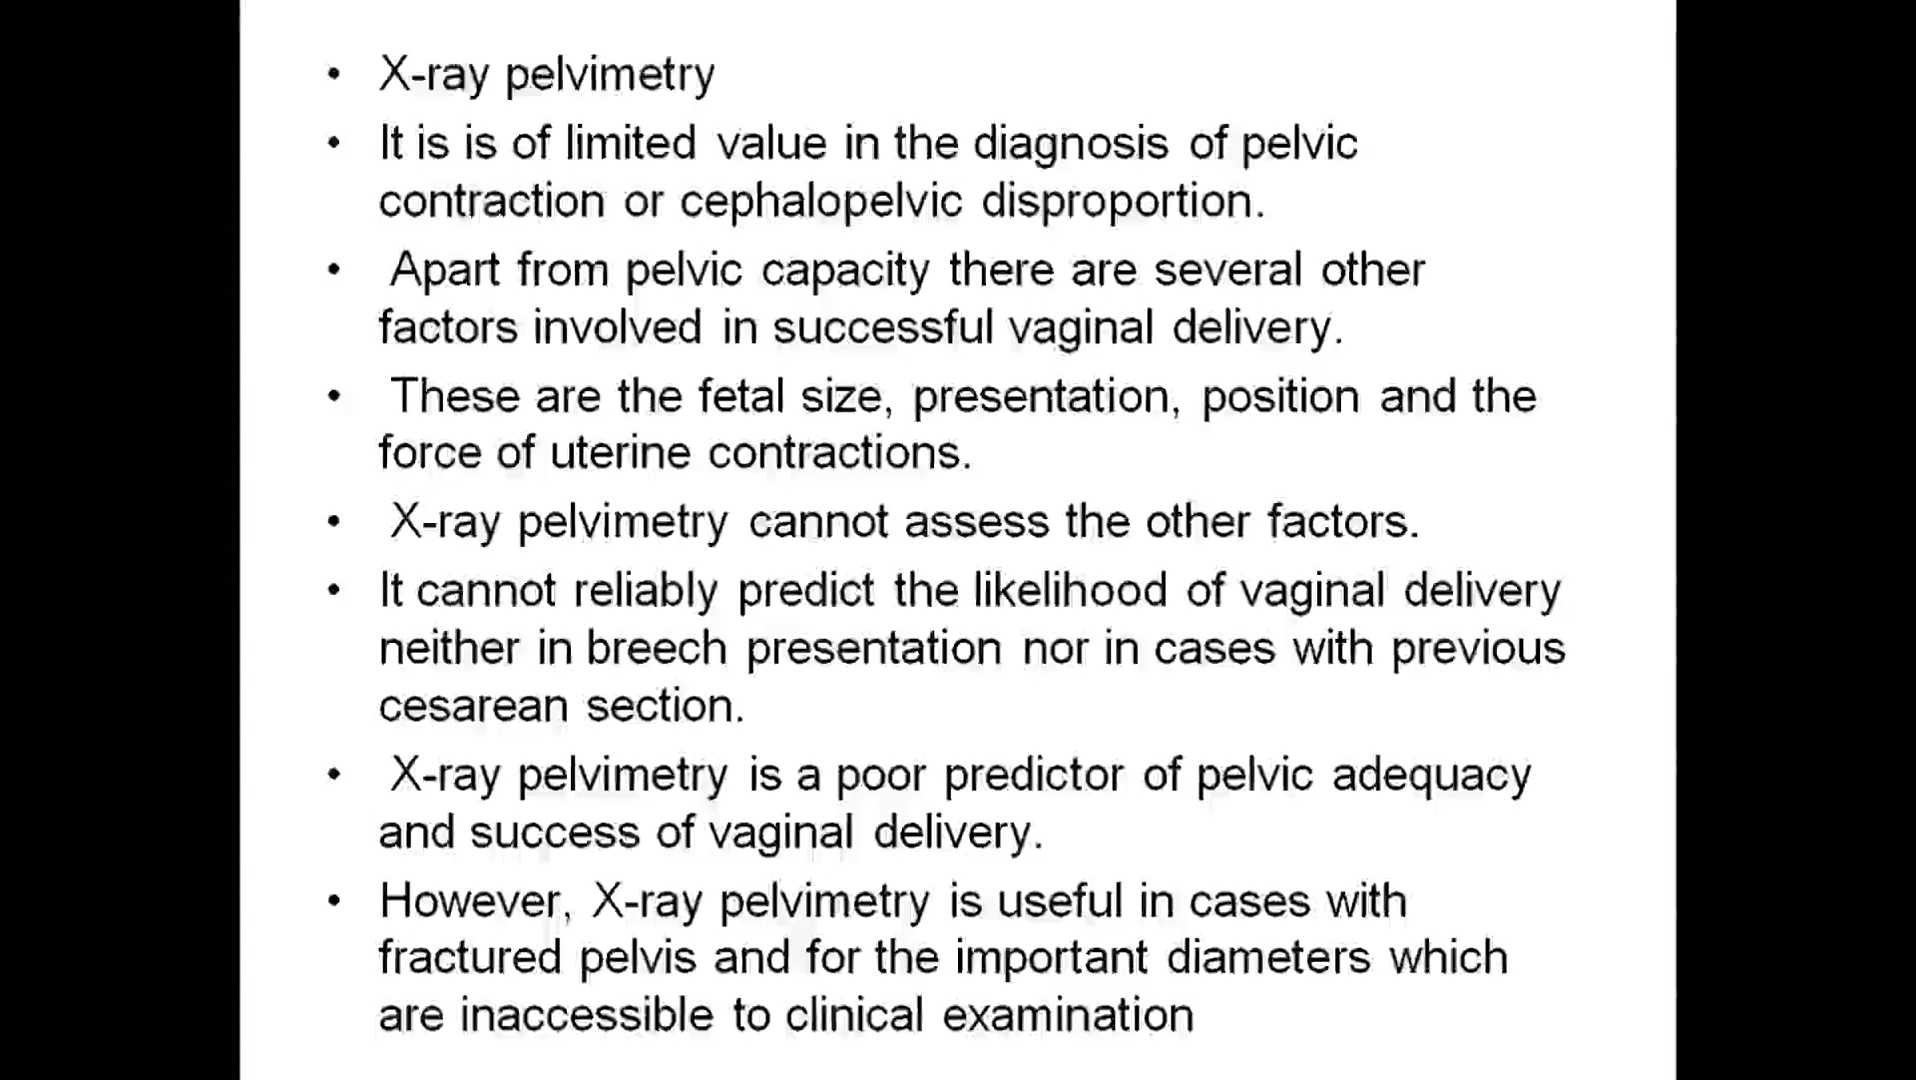 • X-ray pelvimetry
• It is is of limited value in the diagnosis of pelvic
contraction or cephalopelvic disproportion.
• Apart from pelvic capacity there are several other
factors involved in successful vaginal delivery.
• These are the fetal size, presentation, position and the
force of uterine contractions.
• X-ray pelvimetry cannot assess the other factors.
• It cannot reliably predict the likelihood of vaginal delivery
neither in breech presentation nor in cases with previous
cesarean section.
• X-ray pelvimetry is a poor predictor of pelvic adequacy
and success of vaginal delivery.
• However, X-ray pelvimetry is useful in cases with
fractured pelvis and for the important diameters which
are inaccessible to clinical examination